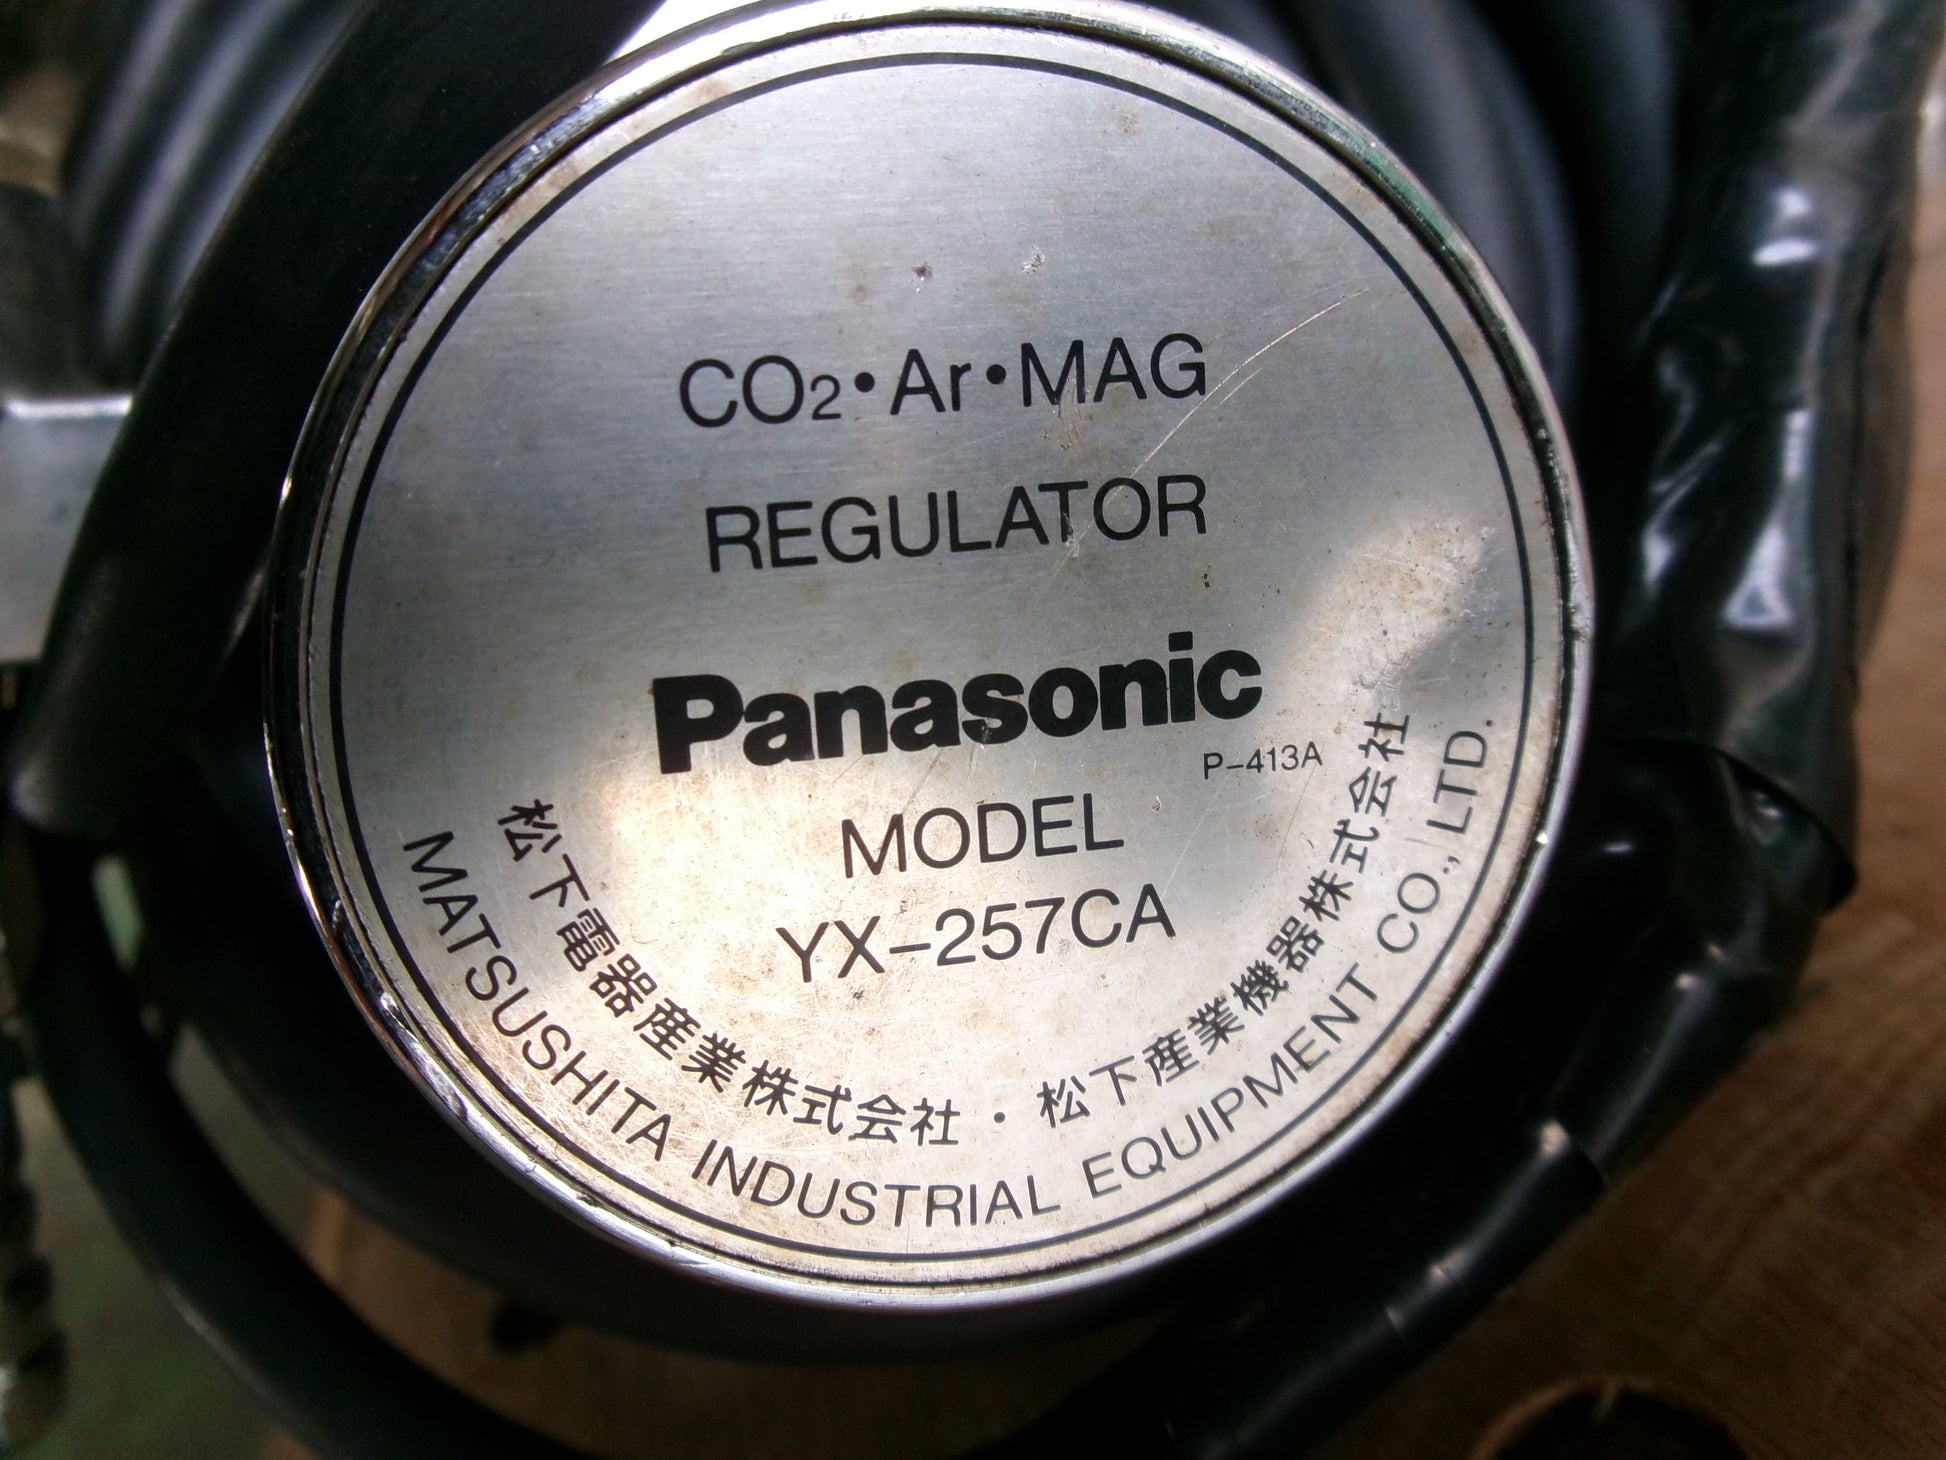 CO₂・Ar・MAG
REGULATOR
Panasonic
P-413A
MODEL
YX-257CA
松下電器産業株式会社・松下産業機器株式会社
MATSUSHITA INDUSTRIAL EQUIPMENT CO., LTD.